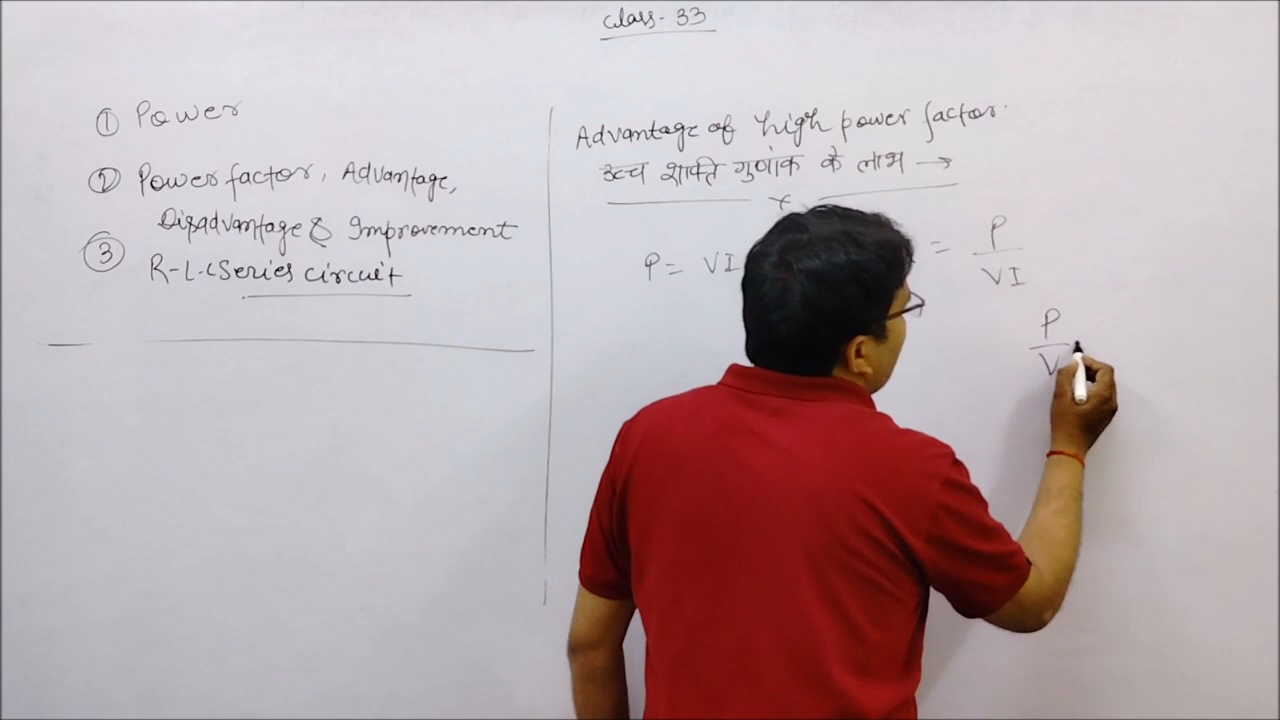 Class - 33
① Power
② Power factor, Advantage,
Disadvantage & Improvement
③ R-L-C Series circuit
Advantage of high power factor.
उच्च शक्ति गुणांक के लाभ →
P = VI
= P / VI
P / V